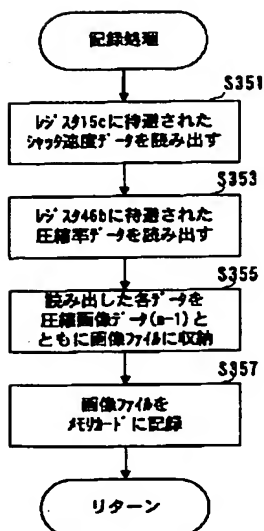 記録処理
S351
レジスタ15cに待避された
シャッタ速度データを読み出す
S353
レジスタ46bに待避された
圧縮率データを読み出す
S355
読み出した各データを
圧縮画像データ(m-1)と
ともに画像ファイルに収納
S357
画像ファイルを
メモリカードに記録
リターン